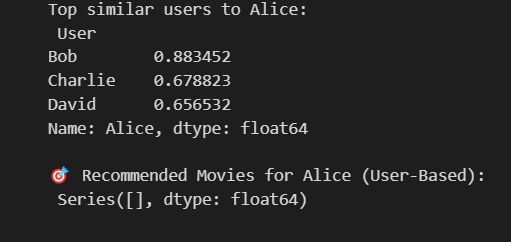 Top similar users to Alice:
User
Bob 0.883452
Charlie 0.678823
David 0.656532
Name: Alice, dtype: float64
🎯 Recommended Movies for Alice (User-Based):
Series([], dtype: float64)